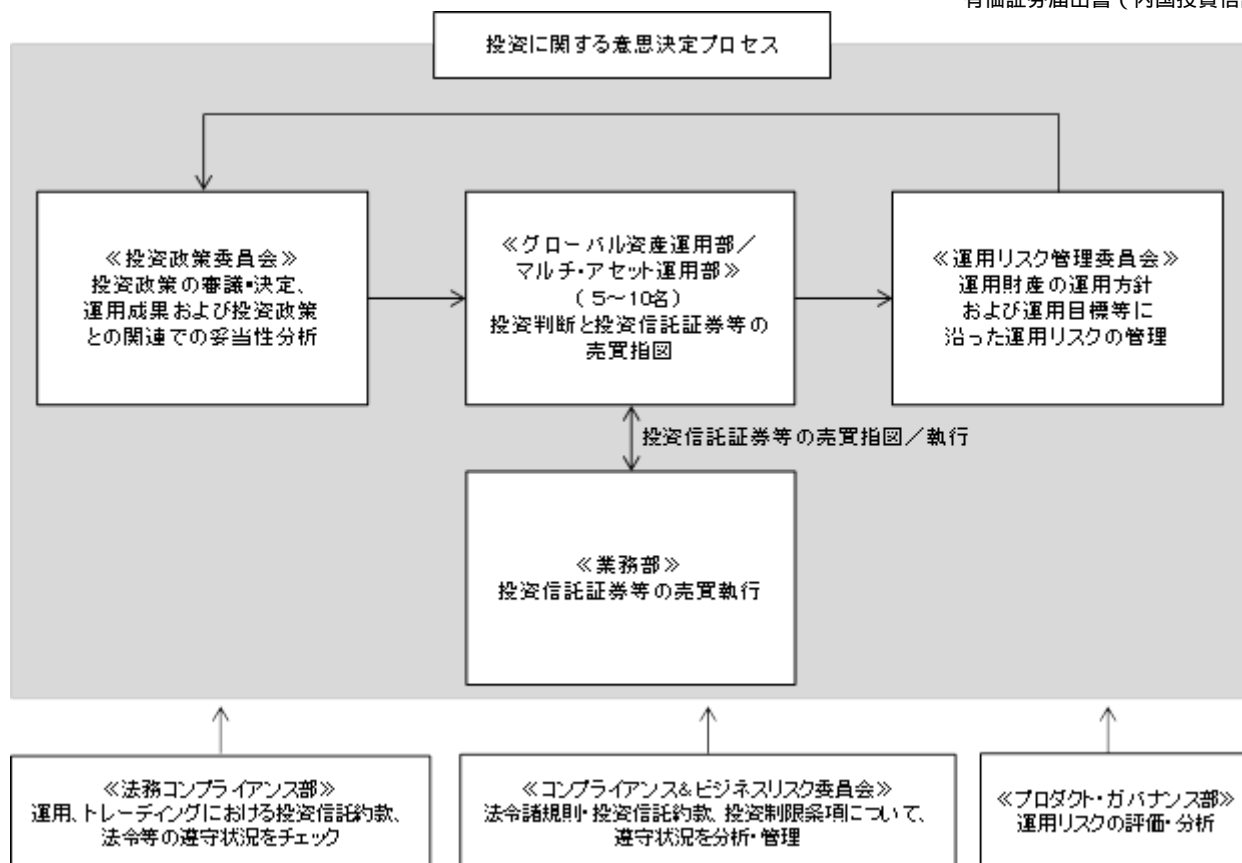 有価証券届出書（内国投資信
投資に関する意思決定プロセス
≪投資政策委員会≫
投資政策の審議・決定、
運用成果および投資政策
との関連での妥当性分析
≪グローバル資産運用部／
マルチ・アセット運用部≫
（５～１０名）
投資判断と投資信託証券等の
売買指図
≪運用リスク管理委員会≫
運用財産の運用方針
および運用目標等に
沿った運用リスクの管理
投資信託証券等の売買指図／執行
≪業務部≫
投資信託証券等の売買執行
≪法務コンプライアンス部≫
運用、トレーディングにおける投資信託約款、
法令等の遵守状況をチェック
≪コンプライアンス&ビジネスリスク委員会≫
法令諸規則・投資信託約款、投資制限条項について、
遵守状況を分析・管理
≪プロダクト・ガバナンス部≫
運用リスクの評価・分析